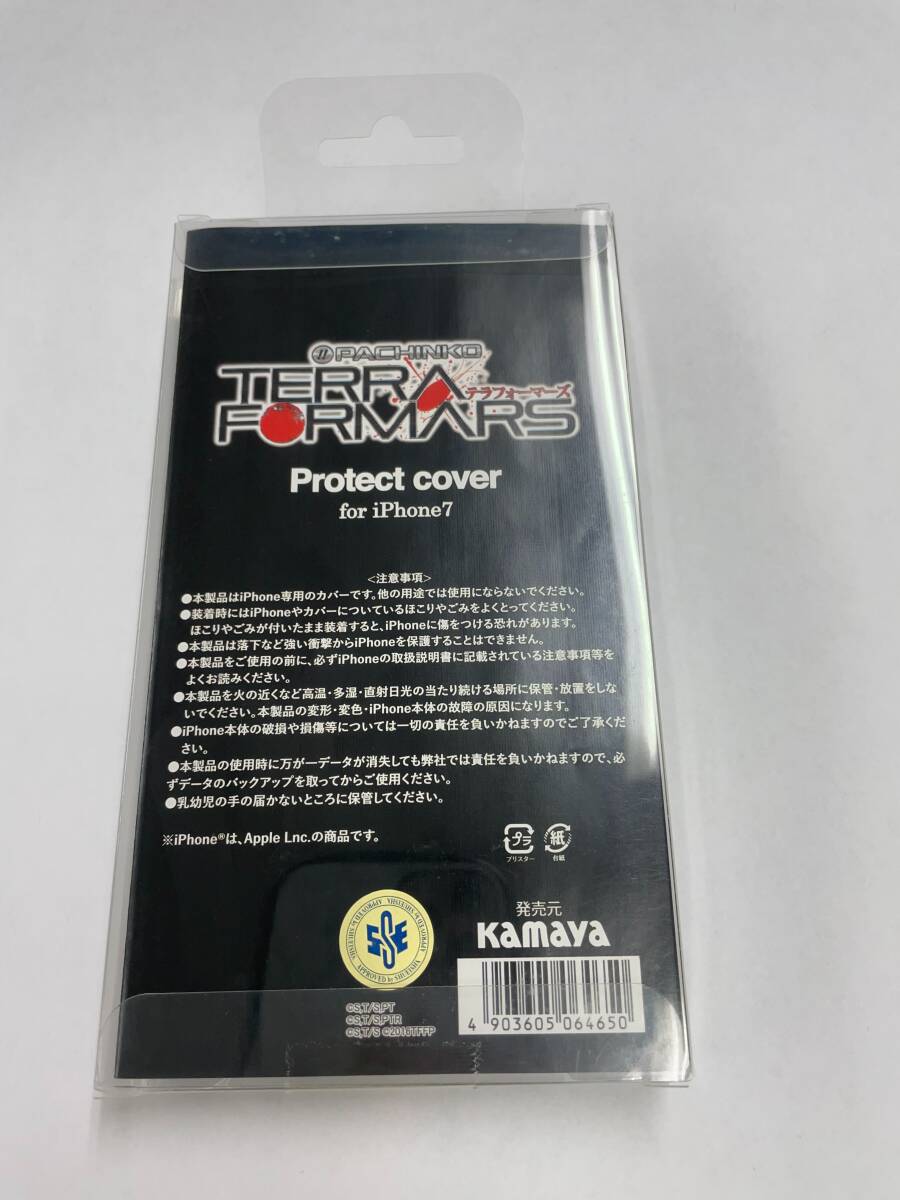 PACHINKO
TERRA
テラフォーマーズ
FORMARS
Protect cover
for iPhone7
<注意事項>
●本製品はiPhone専用のカバーです。他の用途では使用にならないでください。
●装着時にはiPhoneやカバーについているほこりやごみをよくとってください。
ほこりやごみが付いたまま装着すると、iPhoneに傷をつける恐れがあります。
●本製品は落下など強い衝撃からiPhoneを保護することはできません。
●本製品をご使用の前に、必ずiPhoneの取扱説明書に記載されている注意事項等を
よくお読みください。
●本製品を火の近くなど高温・多湿・直射日光の当たり続ける場所に保管・放置をしな
いでください。本製品の変形・変色・iPhone本体の故障の原因になります。
●iPhone本体の破損や損傷等については一切の責任を負いかねますのでご了承くだ
さい。
●本製品の使用時に万が一データが消失しても弊社では責任を負いかねますので、必
ずデータのバックアップを取ってからご使用ください。
●乳幼児の手の届かないところに保管してください。
※iPhone®は、Apple Lnc.の商品です。
プラ 紙
ブリスター 台紙
発売元
Kamaya
SSE
APPROVED by SHUEISHA APPROVED by SHUEISHA APPROVED by SHUEISHA
4 903605 064650
©S,T/S,PT
©S,T/S,PTR
©S,T/S ©2016TFFP